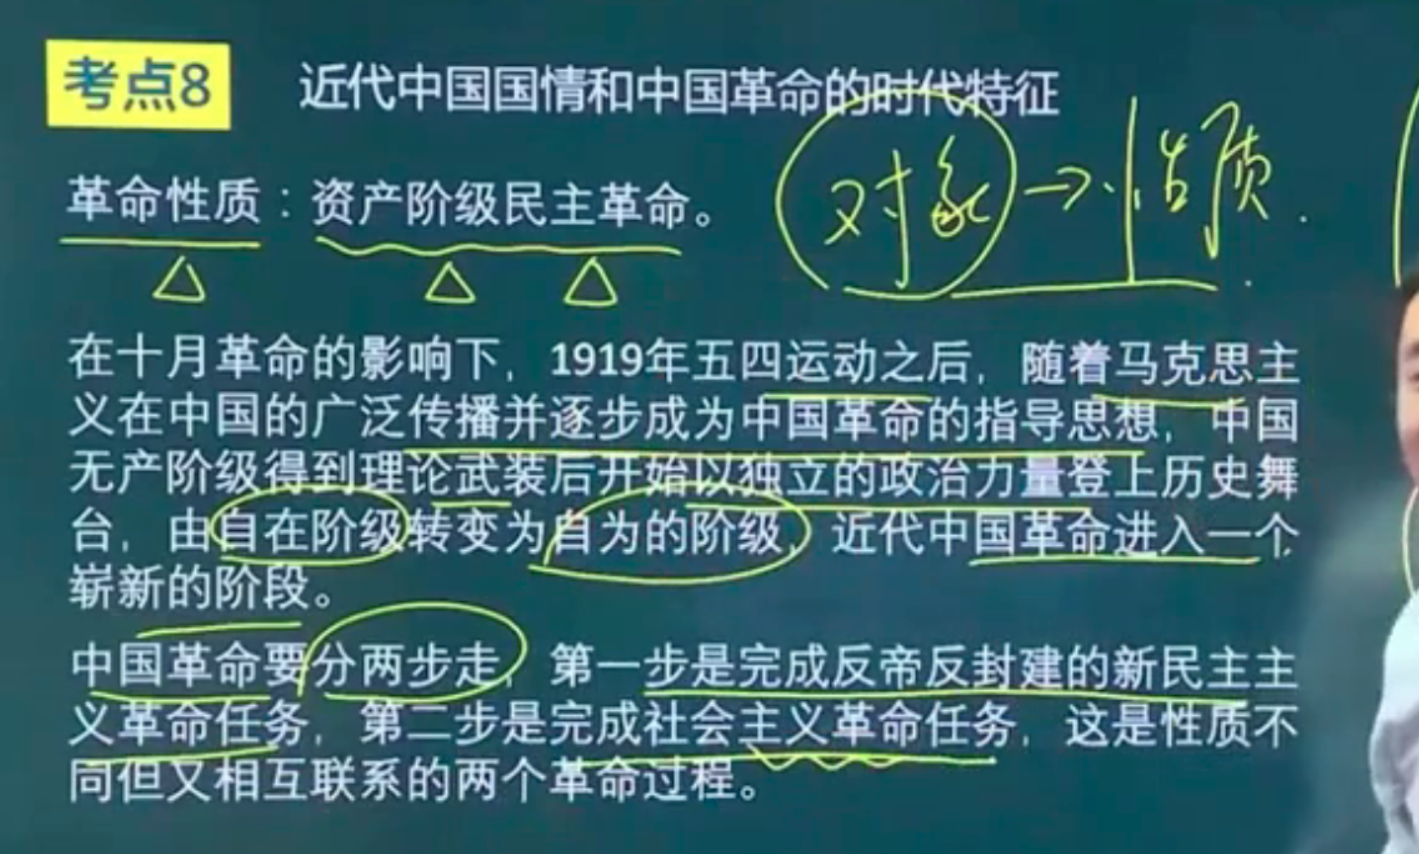 考点8 近代中国国情和中国革命的时代特征
对象→性质.
革命性质：资产阶级民主革命。
在十月革命的影响下，1919年五四运动之后，随着马克思主
义在中国的广泛传播并逐步成为中国革命的指导思想，中国
无产阶级得到理论武装后开始以独立的政治力量登上历史舞
台，由自在阶级转变为自为的阶级，近代中国革命进入一个
崭新的阶段。
中国革命要分两步走，第一步是完成反帝反封建的新民主主
义革命任务，第二步是完成社会主义革命任务，这是性质不
同但又相互联系的两个革命过程。